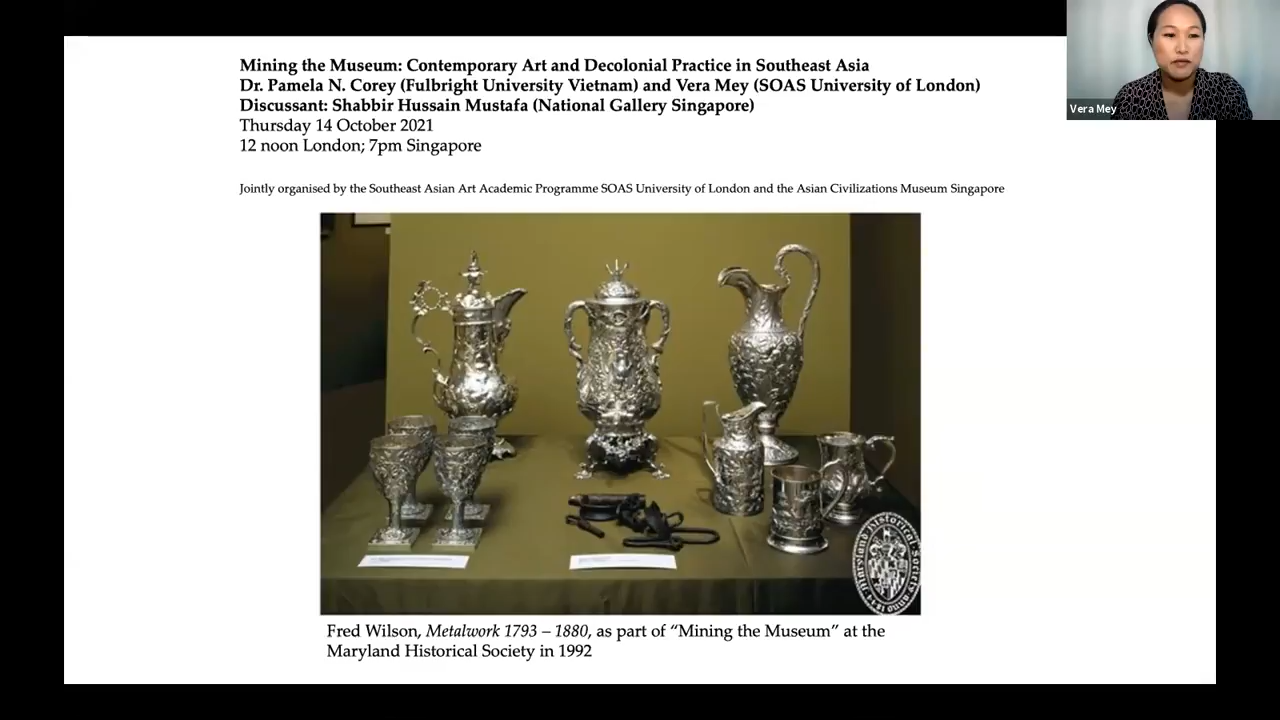 Mining the Museum: Contemporary Art and Decolonial Practice in Southeast Asia
Dr. Pamela N. Corey (Fulbright University Vietnam) and Vera Mey (SOAS University of London)
Discussant: Shabbir Hussain Mustafa (National Gallery Singapore)
Thursday 14 October 2021
12 noon London; 7pm Singapore
Vera Mey
Jointly organised by the Southeast Asian Art Academic Programme SOAS University of London and the Asian Civilizations Museum Singapore
Maryland Historical Society
Fred Wilson, Metalwork 1793 – 1880, as part of “Mining the Museum” at the
Maryland Historical Society in 1992